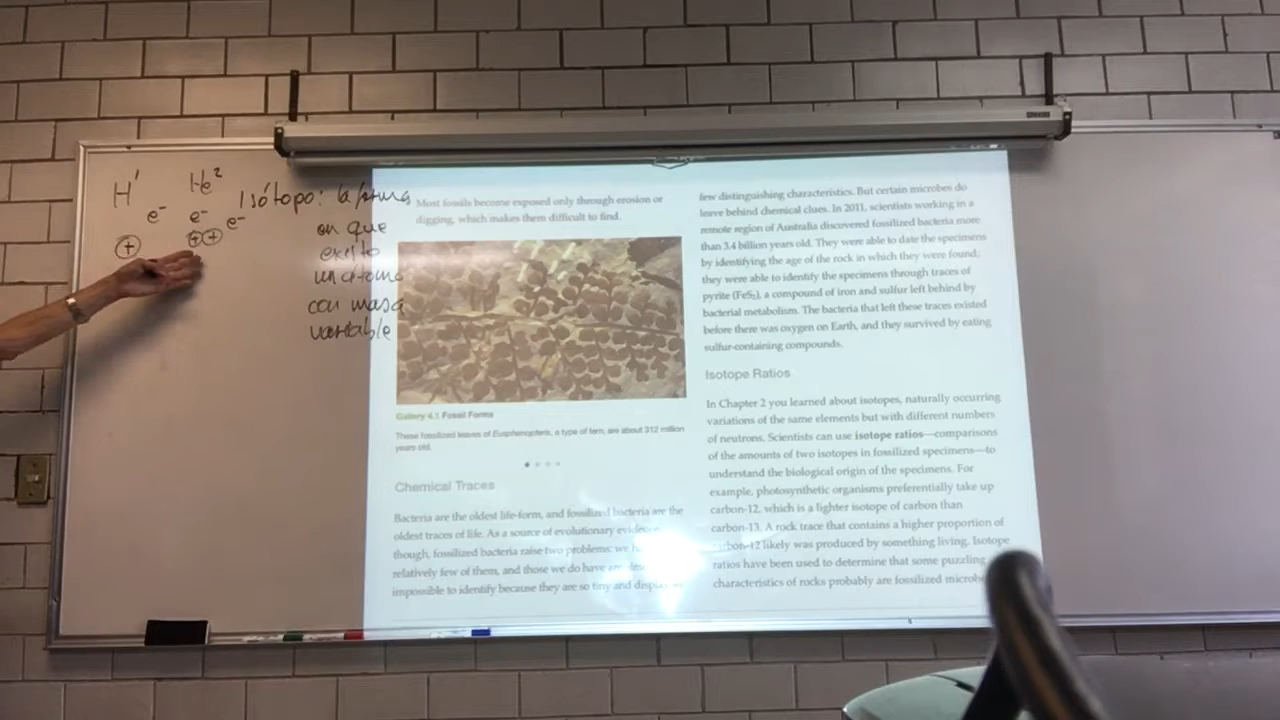 H¹ He²
e⁻ e⁻ e⁻
+ ++
Isótopo: la forma
en que
existe
un átomo
con masa
variable
Most fossils become exposed only through erosion or
digging, which makes them difficult to find.
Gallery 4.1 Fossil Forms
These fossilized leaves of Eusphenopteris, a type of fern, are about 312 million
years old.
Chemical Traces
Bacteria are the oldest life-form, and fossilized bacteria are the
oldest traces of life. As a source of evolutionary
though, fossilized bacteria raise two problems: we
relatively few of them, and those we do have are
impossible to identify because they are so tiny and
few distinguishing characteristics. But certain microbes do
leave behind chemical clues. In 2011, scientists working in a
remote region of Australia discovered fossilized bacteria more
than 3.4 billion years old. They were able to date the specimens
by identifying the age of the rock in which they were found;
they were able to identify the specimens through traces of
pyrite (FeS₂), a compound of iron and sulfur left behind by
bacterial metabolism. The bacteria that left these traces existed
before there was oxygen on Earth, and they survived by eating
sulfur-containing compounds.
Isotope Ratios
In Chapter 2 you learned about isotopes, naturally occurring
variations of the same elements but with different numbers
of neutrons. Scientists can use isotope ratios—comparisons
of the amounts of two isotopes in fossilized specimens—to
understand the biological origin of the specimens. For
example, photosynthetic organisms preferentially take up
carbon-12, which is a lighter isotope of carbon than
carbon-13. A rock trace that contains a higher proportion of
carbon-12 likely was produced by something living. Isotope
ratios have been used to determine that some puzzling
characteristics of rocks probably are fossilized